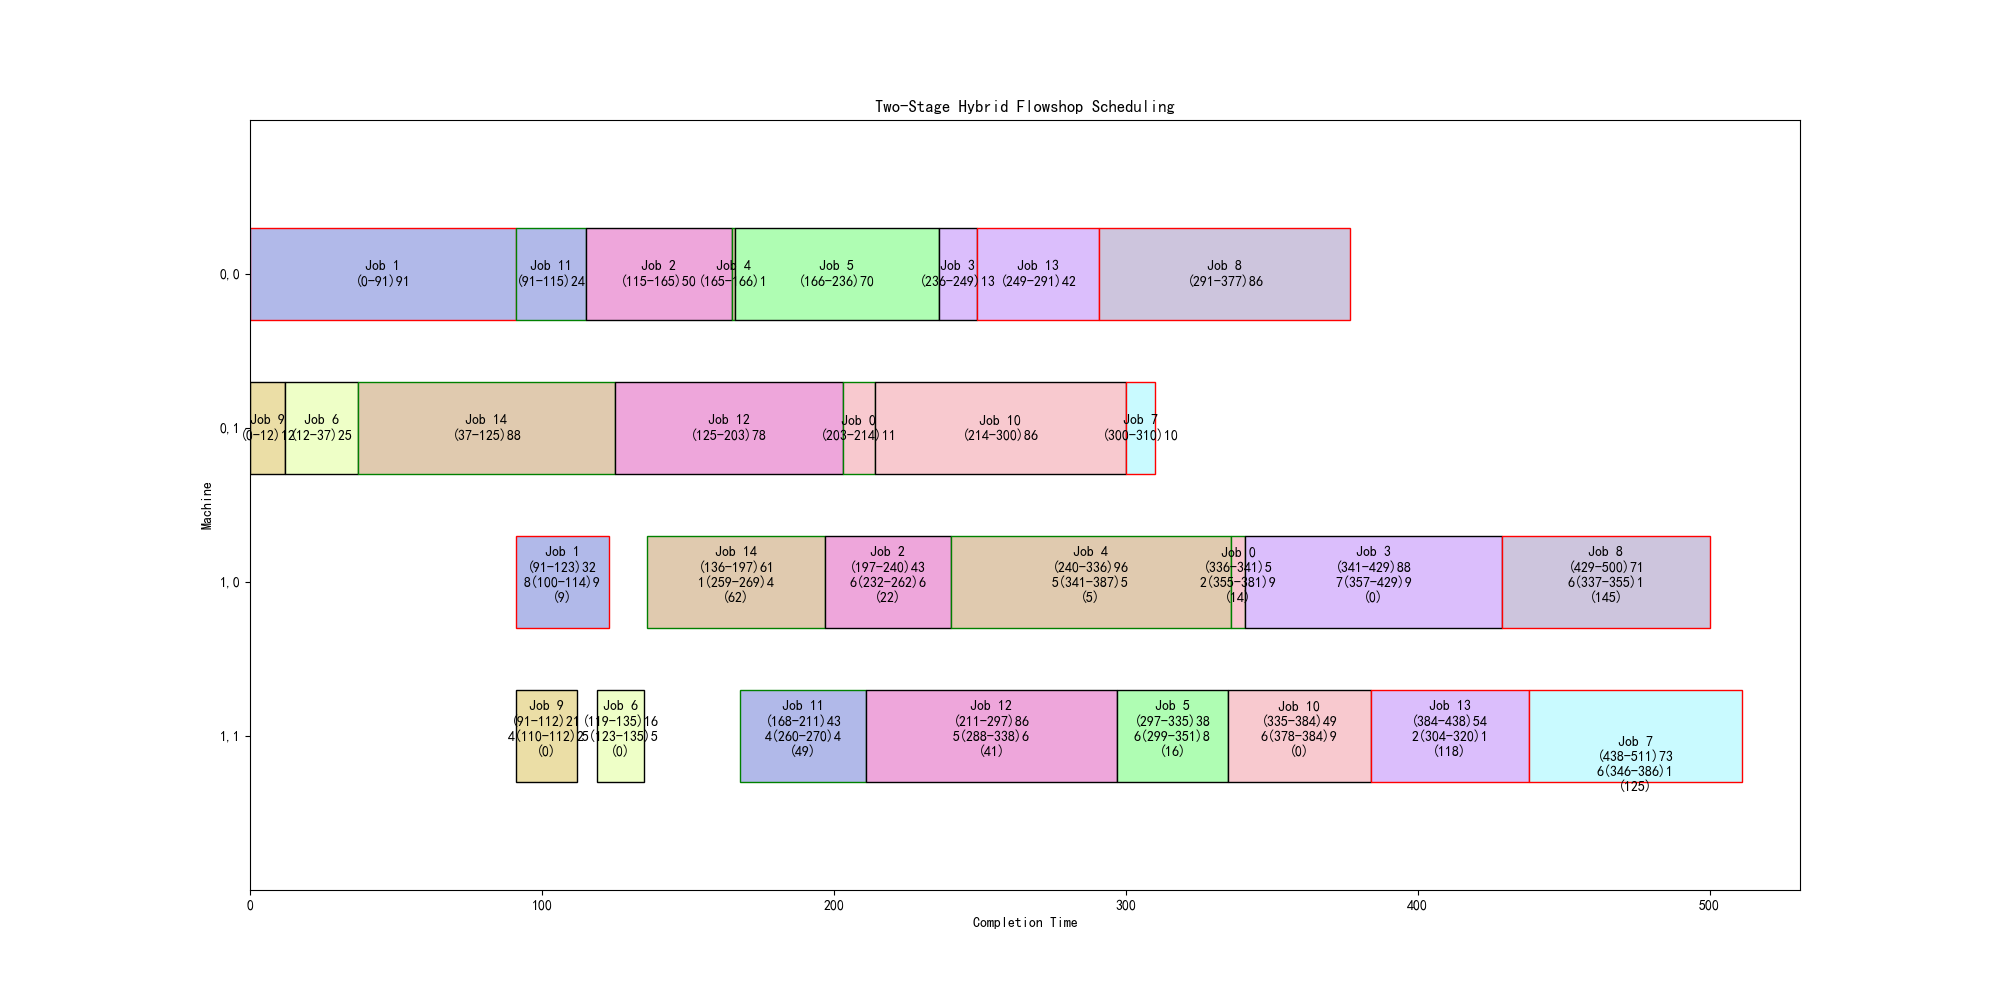 Two-Stage Hybrid Flowshop Scheduling
Machine
0,0
Job 1
(0-91)91
Job 11
(91-115)24
Job 2
(115-165)50
Job 4
(165-166)1
Job 5
(166-236)70
Job 3
(236-249)13
Job 13
(249-291)42
Job 8
(291-377)86
0,1
Job 9
(0-12)12
Job 6
(12-37)25
Job 14
(37-125)88
Job 12
(125-203)78
Job 0
(203-214)11
Job 10
(214-300)86
Job 7
(300-310)10
1,0
Job 1
(91-123)32
8(100-114)9
(9)
Job 14
(136-197)61
1(259-269)4
(62)
Job 2
(197-240)43
6(232-262)6
(22)
Job 4
(240-336)96
5(341-387)5
(5)
Job 0
(336-341)5
2(355-381)9
(14)
Job 3
(341-429)88
7(357-429)9
(0)
Job 8
(429-500)71
6(337-355)1
(145)
1,1
Job 9
(91-112)21
4(110-112)2
(0)
Job 6
(119-135)16
5(123-135)5
(0)
Job 11
(168-211)43
4(260-270)4
(49)
Job 12
(211-297)86
5(288-338)6
(41)
Job 5
(297-335)38
6(299-351)8
(16)
Job 10
(335-384)49
6(378-384)9
(0)
Job 13
(384-438)54
2(304-320)1
(118)
Job 7
(438-511)73
6(346-386)1
(125)
0
100
200
300
400
500
Completion Time